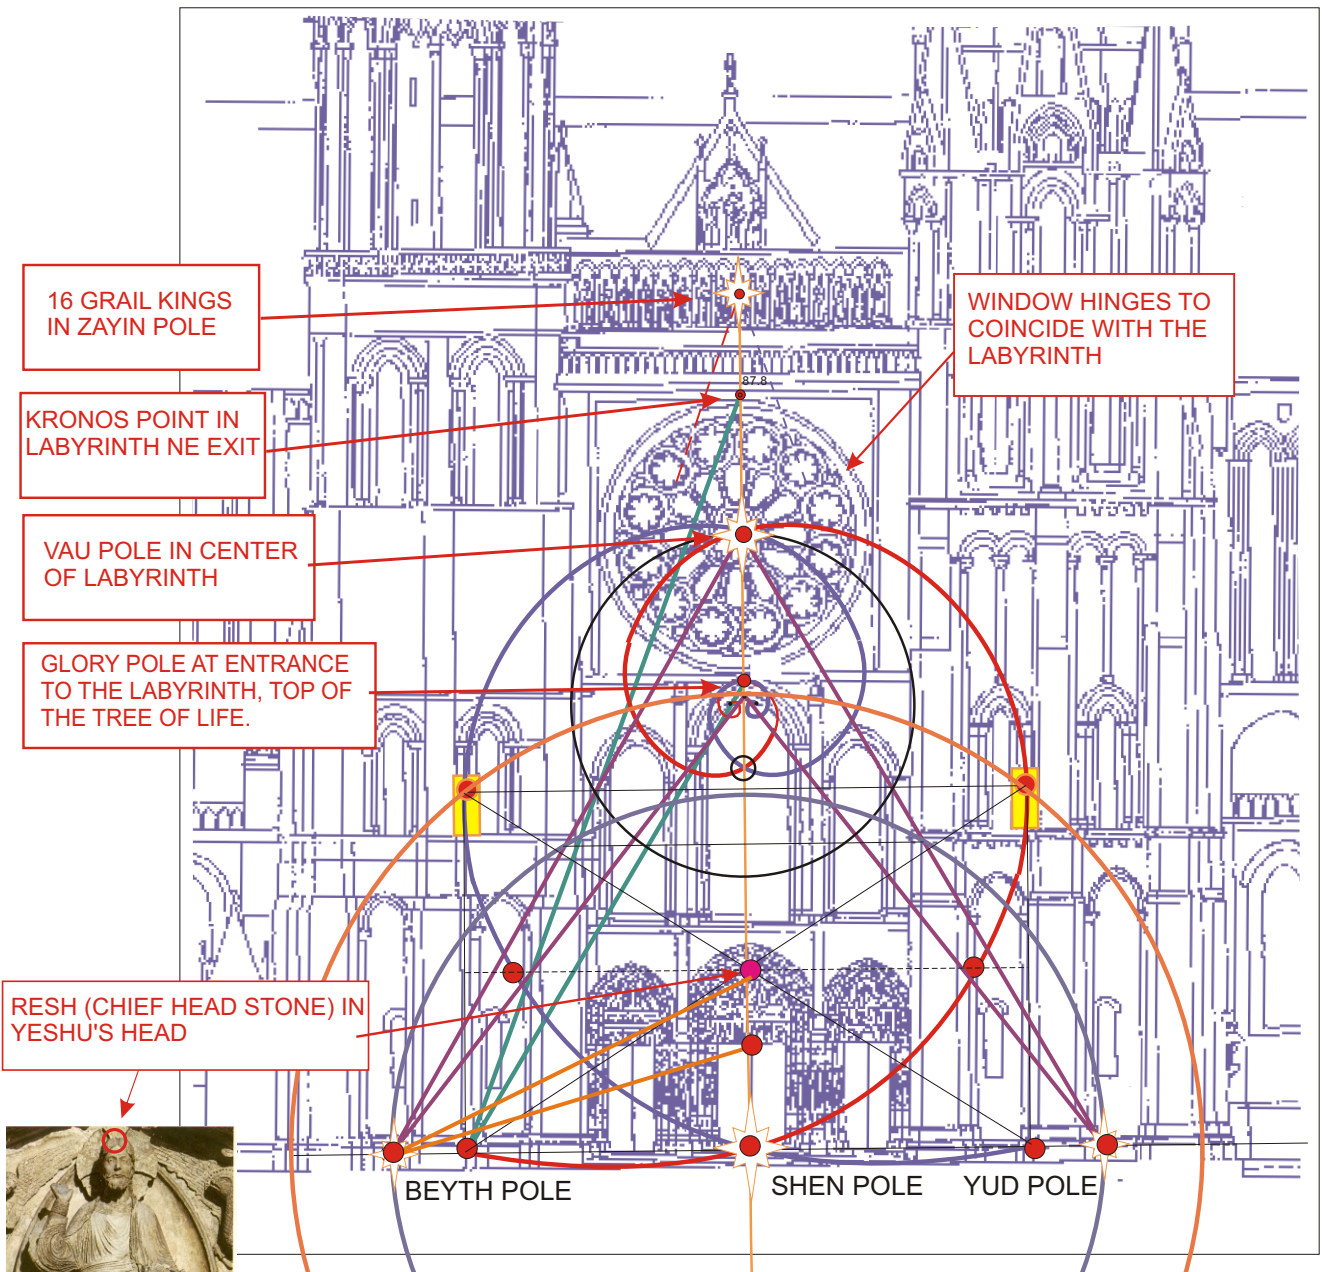 16 GRAIL KINGS
IN ZAYIN POLE
WINDOW HINGES TO
COINCIDE WITH THE
LABYRINTH
87.8
KRONOS POINT IN
LABYRINTH NE EXIT
VAU POLE IN CENTER
OF LABYRINTH
GLORY POLE AT ENTRANCE
TO THE LABYRINTH, TOP OF
THE TREE OF LIFE.
RESH (CHIEF HEAD STONE) IN
YESHU'S HEAD
BEYTH POLE
SHEN POLE
YUD POLE